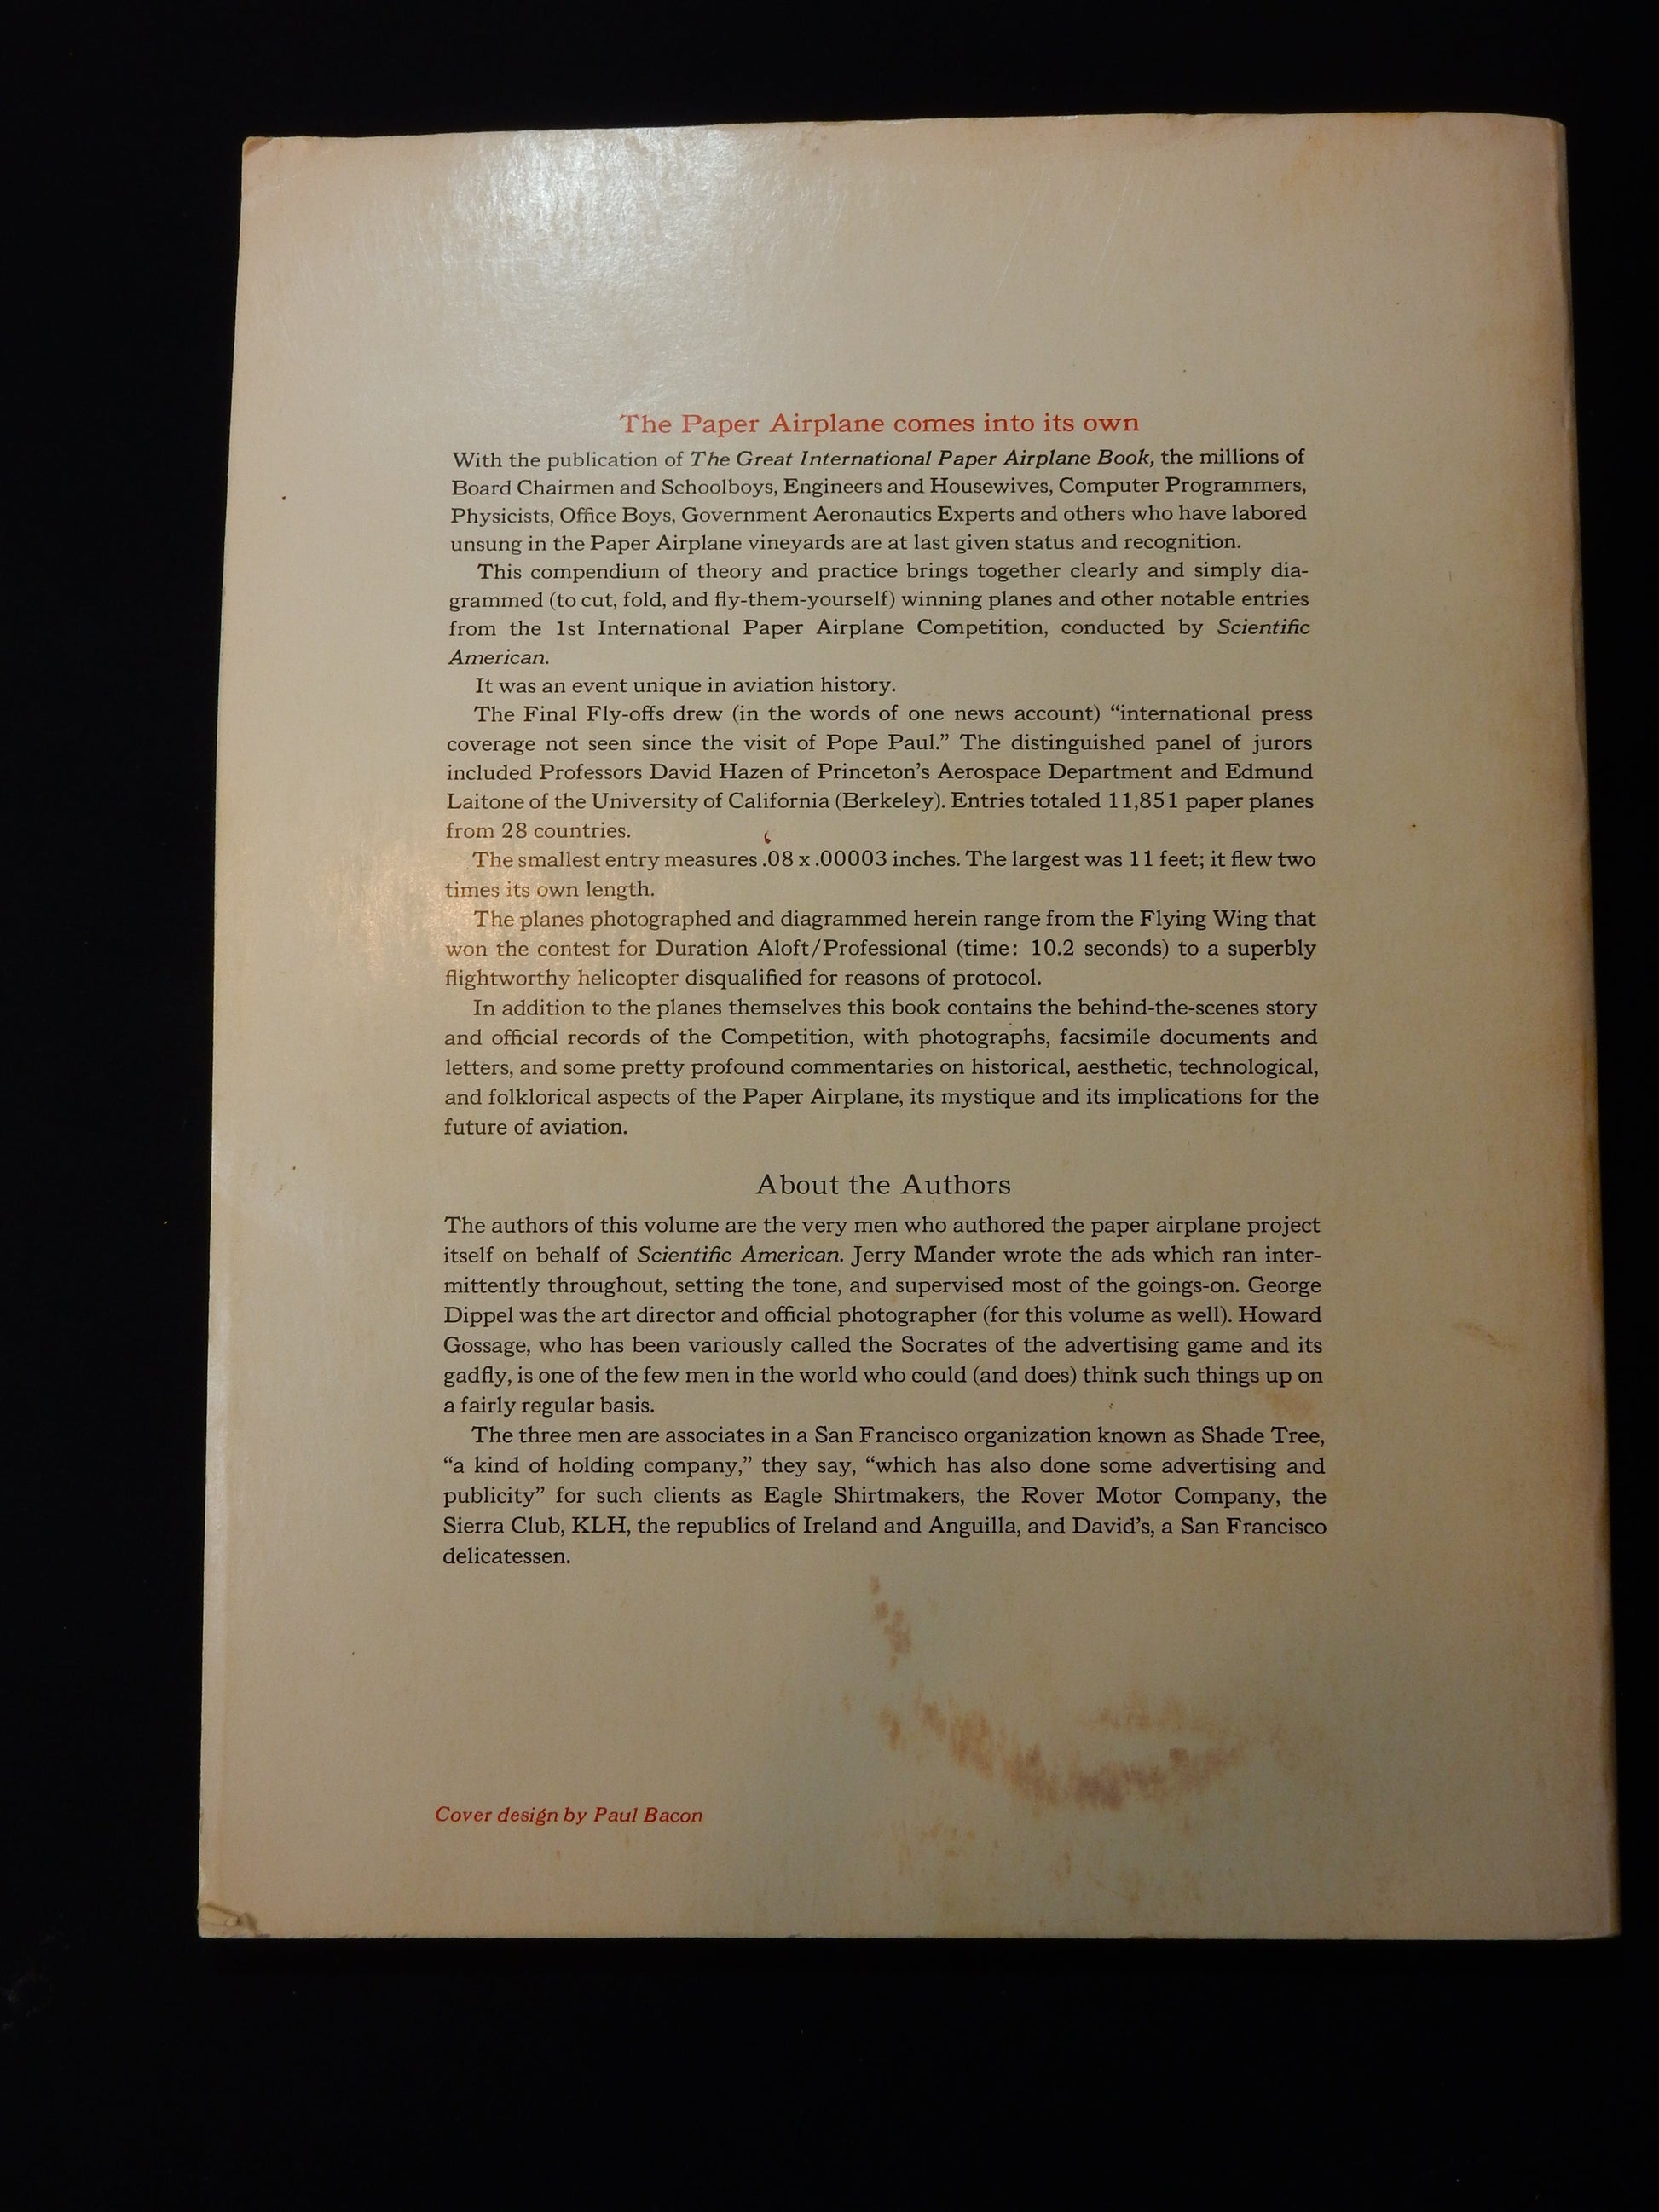 The Paper Airplane comes into its own
With the publication of The Great International Paper Airplane Book, the millions of
Board Chairmen and Schoolboys, Engineers and Housewives, Computer Programmers,
Physicists, Office Boys, Government Aeronautics Experts and others who have labored
unsung in the Paper Airplane vineyards are at last given status and recognition.
This compendium of theory and practice brings together clearly and simply dia-
grammed (to cut, fold, and fly-them-yourself) winning planes and other notable entries
from the 1st International Paper Airplane Competition, conducted by Scientific
American.
It was an event unique in aviation history.
The Final Fly-offs drew (in the words of one news account) “international press
coverage not seen since the visit of Pope Paul.” The distinguished panel of jurors
included Professors David Hazen of Princeton’s Aerospace Department and Edmund
Laitone of the University of California (Berkeley). Entries totaled 11,851 paper planes
from 28 countries.
The smallest entry measures .08 x .00003 inches. The largest was 11 feet; it flew two
times its own length.
The planes photographed and diagrammed herein range from the Flying Wing that
won the contest for Duration Aloft/Professional (time: 10.2 seconds) to a superbly
flightworthy helicopter disqualified for reasons of protocol.
In addition to the planes themselves this book contains the behind-the-scenes story
and official records of the Competition, with photographs, facsimile documents and
letters, and some pretty profound commentaries on historical, aesthetic, technological,
and folklorical aspects of the Paper Airplane, its mystique and its implications for the
future of aviation.
About the Authors
The authors of this volume are the very men who authored the paper airplane project
itself on behalf of Scientific American. Jerry Mander wrote the ads which ran inter-
mittently throughout, setting the tone, and supervised most of the goings-on. George
Dippel was the art director and official photographer (for this volume as well). Howard
Gossage, who has been variously called the Socrates of the advertising game and its
gadfly, is one of the few men in the world who could (and does) think such things up on
a fairly regular basis.
The three men are associates in a San Francisco organization known as Shade Tree,
“a kind of holding company,” they say, “which has also done some advertising and
publicity” for such clients as Eagle Shirtmakers, the Rover Motor Company, the
Sierra Club, KLH, the republics of Ireland and Anguilla, and David’s, a San Francisco
delicatessen.
Cover design by Paul Bacon